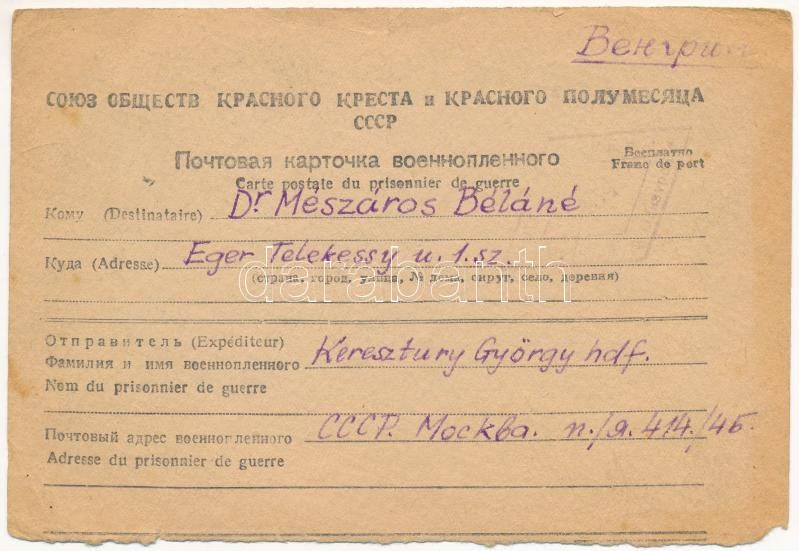 Венгрия
СОЮЗ ОБЩЕСТВ КРАСНОГО КРЕСТА и КРАСНОГО ПОЛУМЕСЯЦА
СССР
Почтовая карточка военнопленного
Carte postale du prisonnier de guerre
Бесплатно
Franc de port
Кому (Destinataire) Dr Mészáros Béláné
Куда (Adresse) Eger Telekessy u. 1. sz.
(страна, город, улица, № дома, округ, село, деревня)
darabanth
Отправитель (Expéditeur)
Фамилия и имя военнопленного Keresztury György hdf.
Nom du prisonnier de guerre
Почтовый адрес военнопленного СССР. Москва. п./я. 414/45.
Adresse du prisonnier de guerre